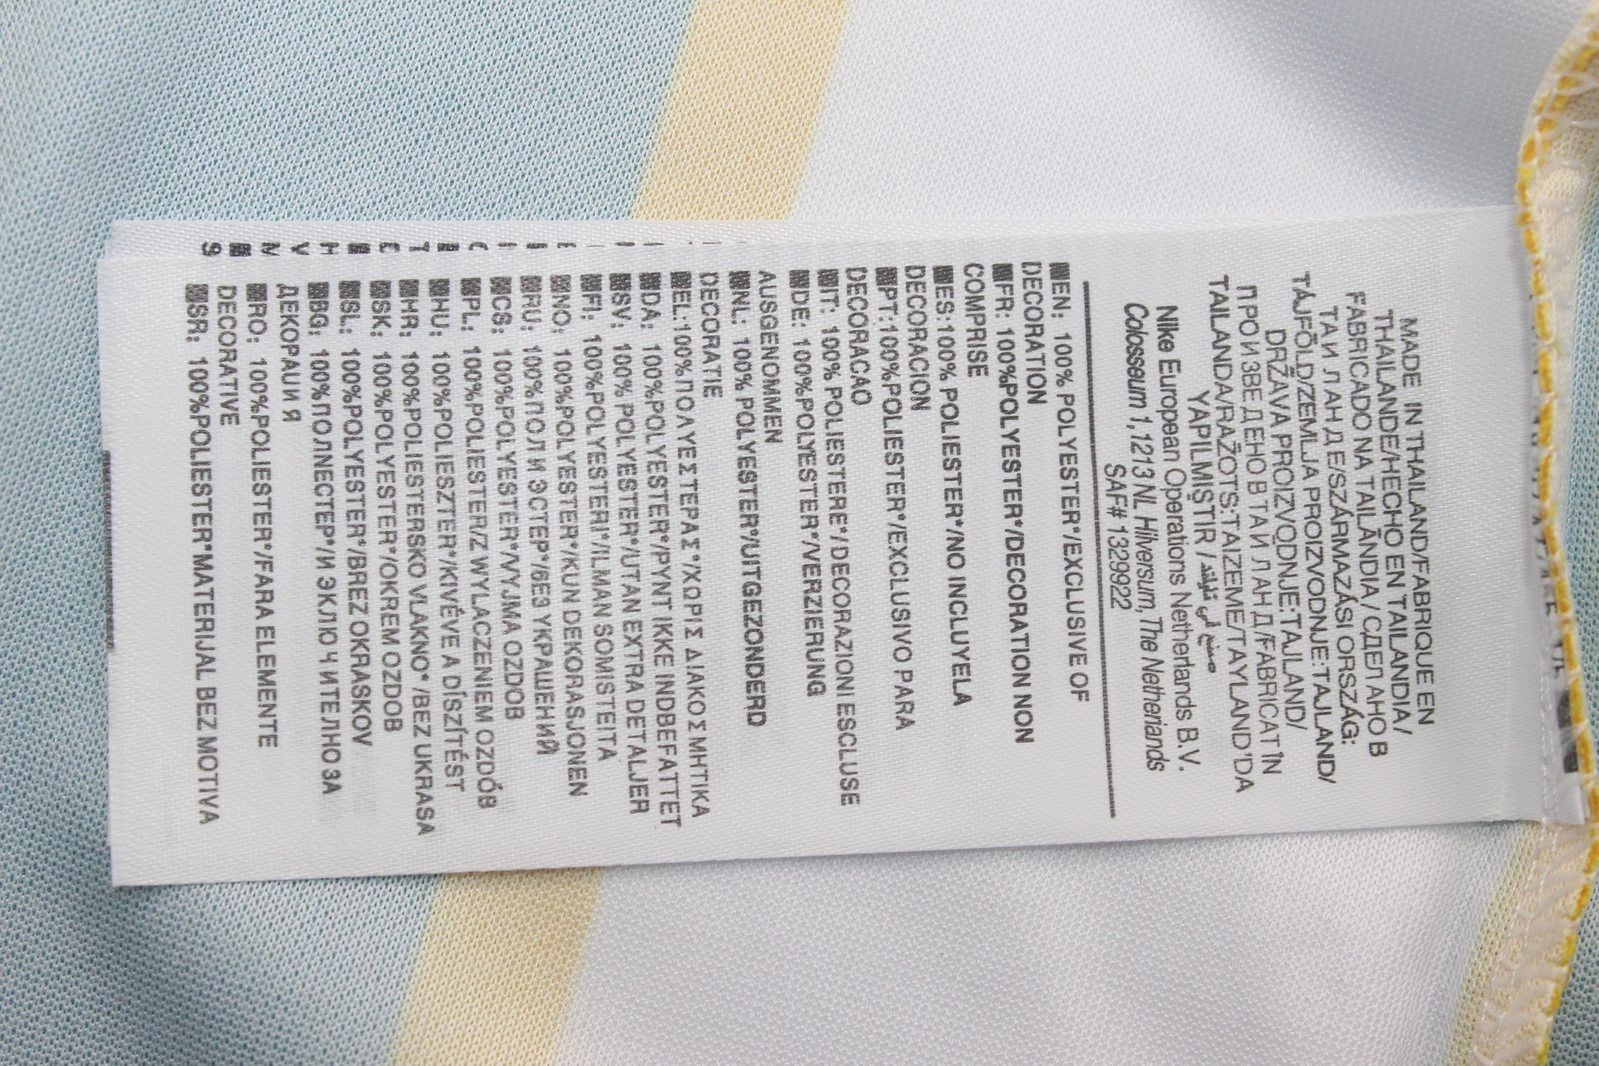 MADE IN THAILAND/FABRIQUE EN
THAILANDE/HECHO EN TAILANDIA/
FABRICADO NA TAILÂNDIA/ СДЕЛАНО В
ТАИЛАНДЕ/SZÁRMAZÁSI ORSZÁG:
TÁJFÖLD/ZEMLJA PROIZVODNJE:TAJLAND/
DRŽAVA PROIZVODNJE:TAJLAND/
ПРОИЗВЕДЕНО В ТАЙЛАНД/FABRICAT ÎN
TAILANDA/RAŽOTS:TAIZEME/TAYLAND'DA
YAPILMIŞTIR / صنع في تايلند
Nike European Operations Netherlands B.V.
Colosseum 1,1213 NL Hilversum, The Netherlands
SAF# 1329922
EN: 100% POLYESTER*/EXCLUSIVE OF
DECORATION
FR: 100%POLYESTER*/DECORATION NON
COMPRISE
ES:100% POLIESTER*/NO INCLUYELA
DECORACION
PT:100%POLIESTER*/EXCLUSIVO PARA
DECORACAO
IT: 100% POLIESTERE*/DECORAZIONI ESCLUSE
DE: 100%POLYESTER*/VERZIERUNG
AUSGENOMMEN
NL: 100% POLYESTER*/UITGEZONDERD
DECORATIE
EL:100%ΠΟΛΥΕΣΤΕΡΑΣ*/ΧΩΡΙΣ ΔΙΑΚΟΣΜΗΤΙΚΑ
DA: 100%POLYESTER*/PYNT IKKE INDBEFATTET
SV: 100% POLYESTER*/UTAN EXTRA DETALJER
FI: 100%POLYESTERI*/ILMAN SOMISTEITA
NO: 100%POLYESTER*/KUN DEKORASJONEN
RU: 100%ПОЛИЭСТЕР*/БЕЗ УКРАШЕНИЙ
CS: 100%POLYESTER*/VYJMA OZDOB
PL: 100%POLIESTER/Z WYLACZENIEM OZDÓB
HU: 100%POLIESZTER*/KIVÉVE A DÍSZÍTÉST
HR: 100%POLIESTERSKO VLAKNO* /BEZ UKRASA
SK: 100%POLYESTER*/OKREM OZDOB
SL: 100%POLYESTER*/BREZ OKRASKOV
BG: 100%ПОЛNЕСТЕР*/И ЗКЛЮЧИТЕЛНО ЗА
ДЕКОРАЦИЯ
RO: 100%POLIESTER*/FARA ELEMENTE
DECORATIVE
SR: 100%POLIESTER*MATERIJAL BEZ MOTIVA